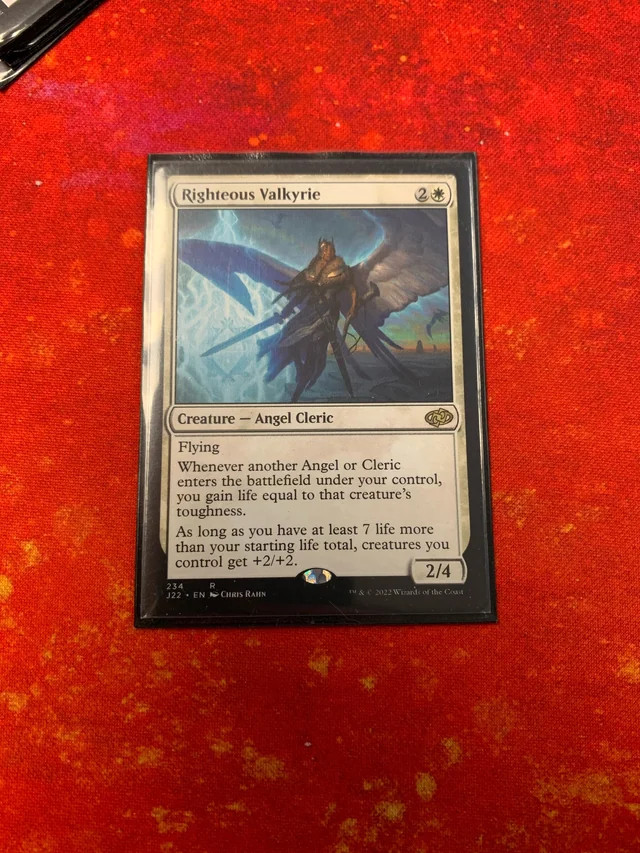 Righteous Valkyrie 2
Creature — Angel Cleric
Flying
Whenever another Angel or Cleric
enters the battlefield under your control,
you gain life equal to that creature's
toughness.
As long as you have at least 7 life more
than your starting life total, creatures you
control get +2/+2.
2/4
234 R
J22 • EN Chris Rahn
™ & © 2022 Wizards of the Coast